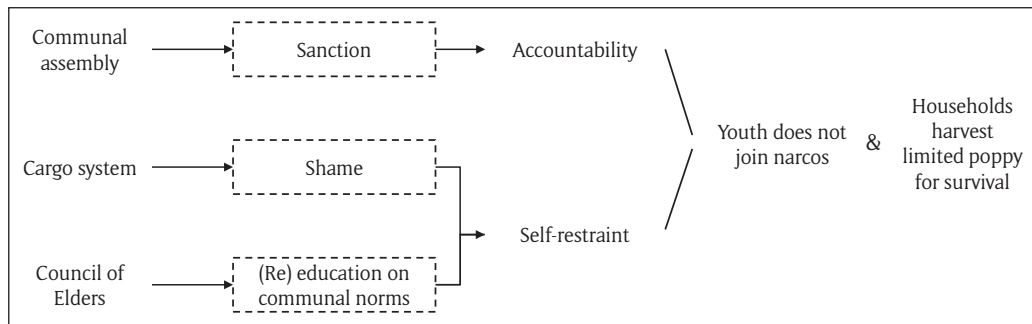 Communal
assembly
Sanction
Accountability
Cargo system
Shame
Self-restraint
Council of
Elders
(Re) education on
communal norms
Youth does not
join narcos
&
Households
harvest
limited poppy
for survival